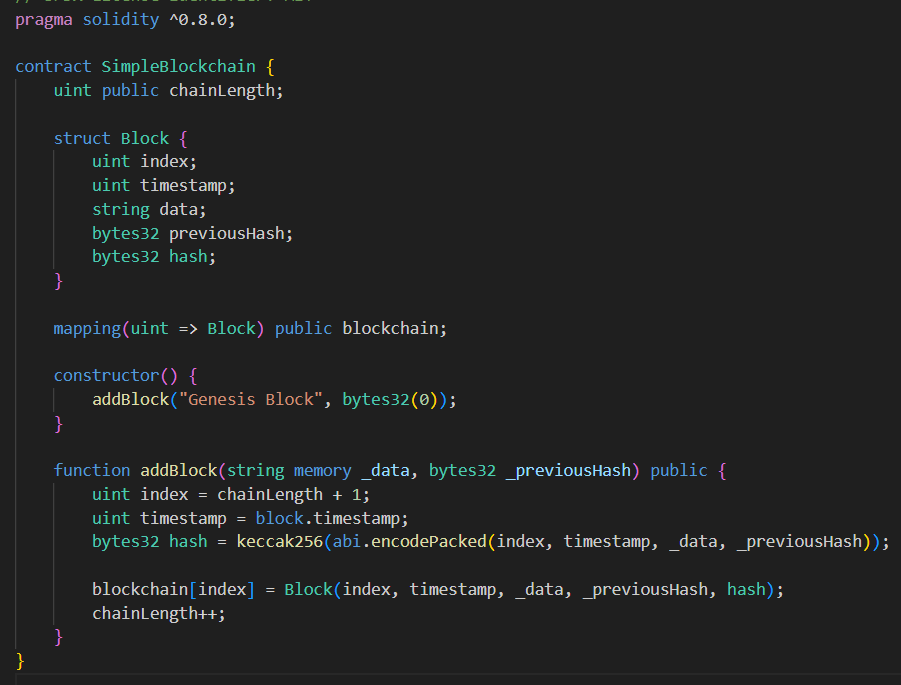 pragma solidity ^0.8.0;
contract SimpleBlockchain {
uint public chainLength;
struct Block {
uint index;
uint timestamp;
string data;
bytes32 previousHash;
bytes32 hash;
}
mapping(uint => Block) public blockchain;
constructor() {
addBlock("Genesis Block", bytes32(0));
}
function addBlock(string memory _data, bytes32 _previousHash) public {
uint index = chainLength + 1;
uint timestamp = block.timestamp;
bytes32 hash = keccak256(abi.encodePacked(index, timestamp, _data, _previousHash));
blockchain[index] = Block(index, timestamp, _data, _previousHash, hash);
chainLength++;
}
}